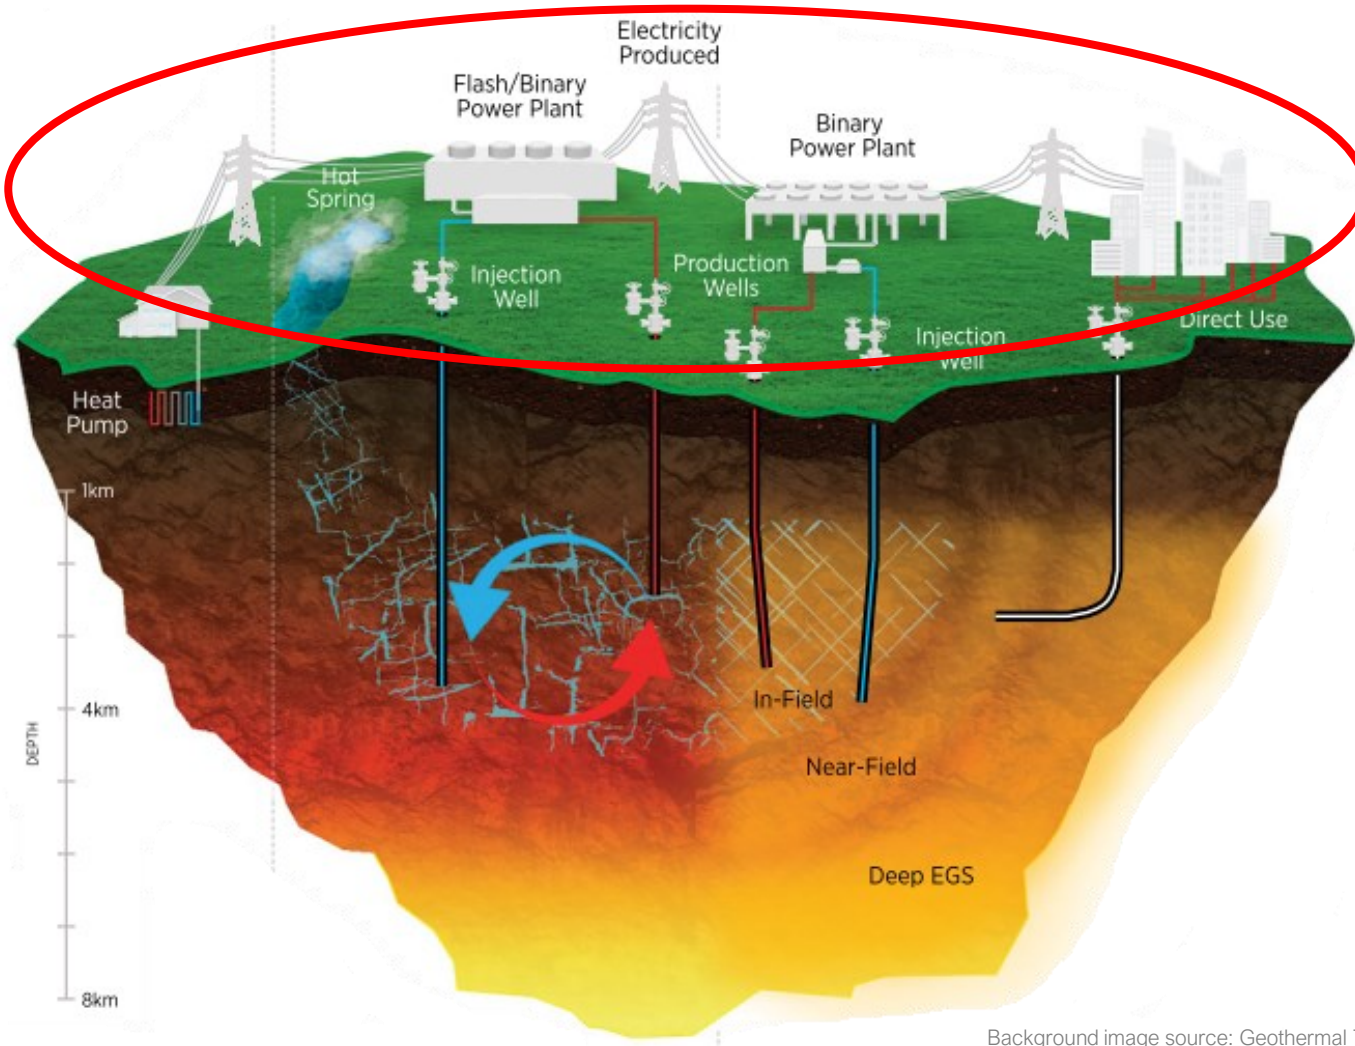 Electricity
Produced
Flash/Binary
Power Plant
Binary
Power Plant
Hot
Spring
Injection
Well
Production
Wells
Injection
Well
Direct Use
Heat
Pump
1km
4km
8km
DEPTH
In-Field
Near-Field
Deep EGS
Background image source: Geothermal